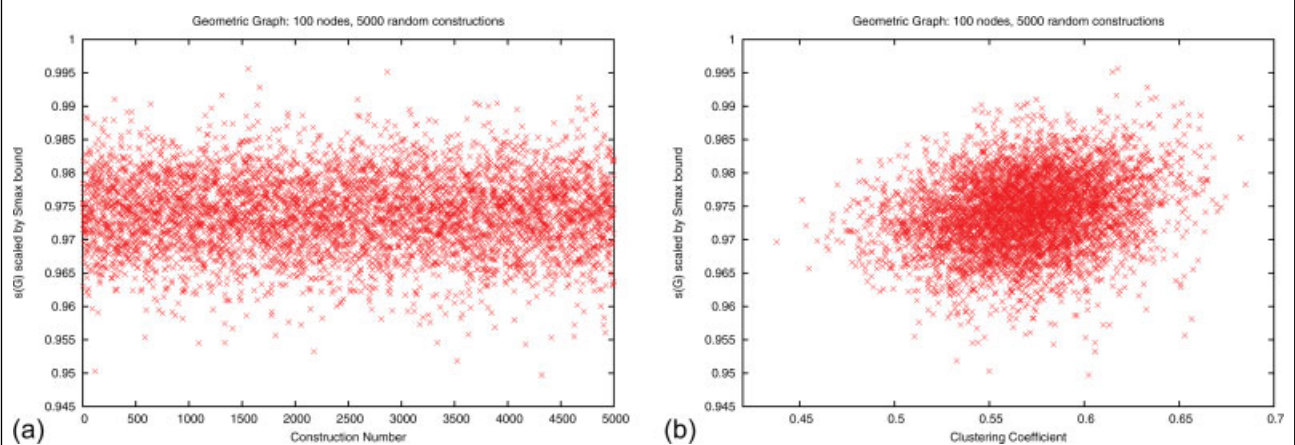 Geometric Graph: 100 nodes, 5000 random constructions
1
0.995
0.99
0.985
0.98
0.975
0.97
0.965
0.96
0.955
0.95
0.945
s(G) scaled by Smax bound
0 500 1000 1500 2000 2500 3000 3500 4000 4500 5000
Construction Number
(a)
Geometric Graph: 100 nodes, 5000 random constructions
1
0.995
0.99
0.985
0.98
0.975
0.97
0.965
0.96
0.955
0.95
0.945
s(G) scaled by Smax bound
0.45 0.5 0.55 0.6 0.65 0.7
Clustering Coefficient
(b)